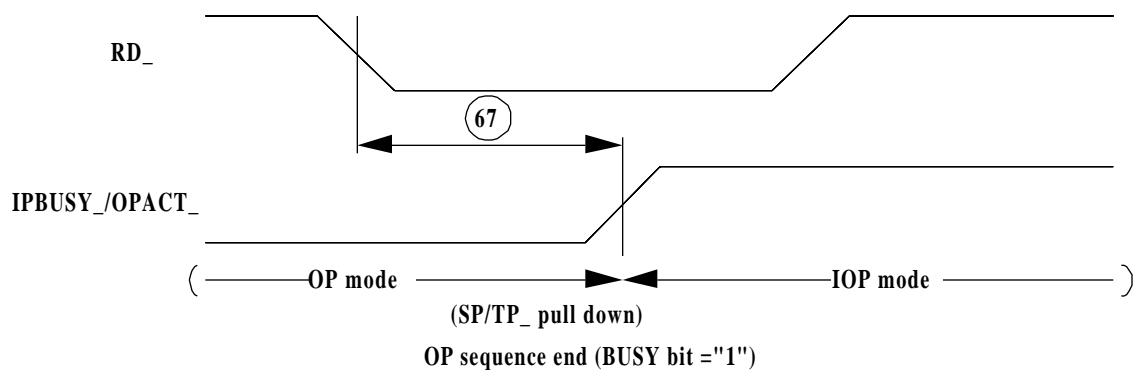 RD_
67
IPBUSY_/OPACT_
( OP mode IOP mode )
(SP/TP_ pull down)
OP sequence end (BUSY bit ="1")